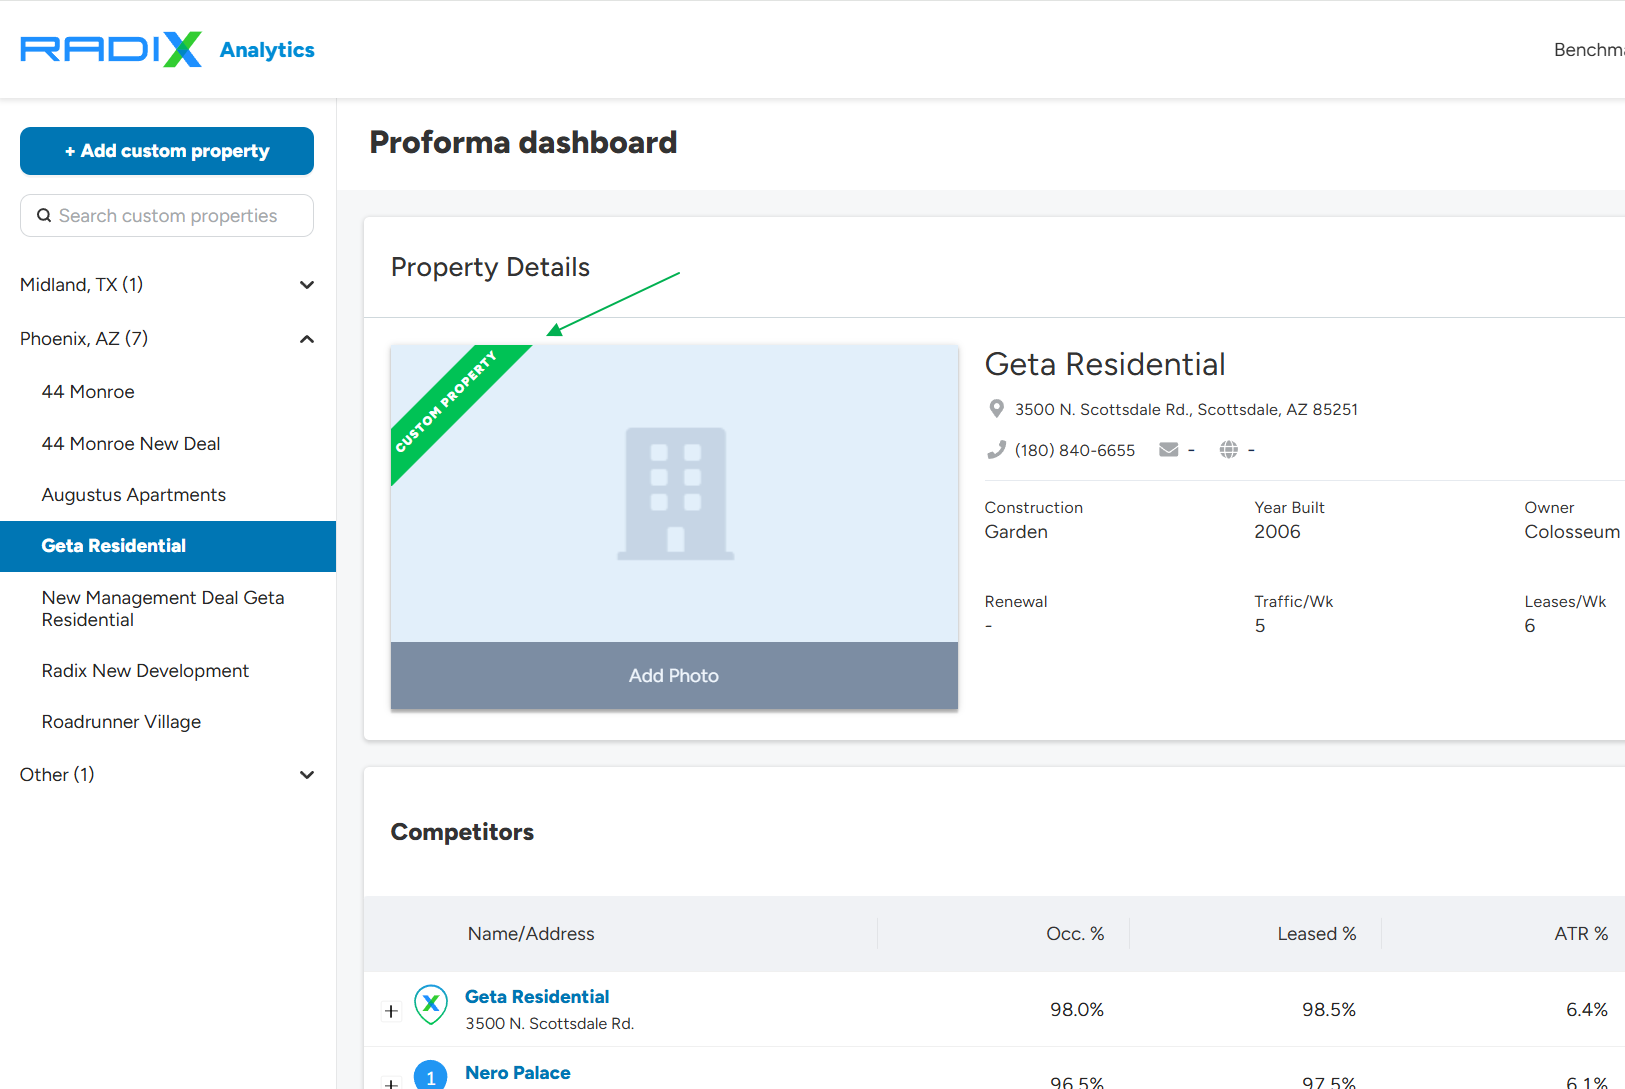 RADIX Analytics
Benchma
+ Add custom property
Search custom properties
Midland, TX (1)
Phoenix, AZ (7)
44 Monroe
44 Monroe New Deal
Augustus Apartments
Geta Residential
New Management Deal Geta
Residential
Radix New Development
Roadrunner Village
Other (1)
Proforma dashboard
Property Details
CUSTOM PROPERTY
Add Photo
Geta Residential
3500 N. Scottsdale Rd., Scottsdale, AZ 85251
(180) 840-6655 - -
Construction Year Built Owner
Garden 2006 Colosseum
Renewal Traffic/Wk Leases/Wk
- 5 6
Competitors
Name/Address Occ. % Leased % ATR %
+ Geta Residential 98.0% 98.5% 6.4%
3500 N. Scottsdale Rd.
+ 1 Nero Palace 96.5% 97.5% 6.1%